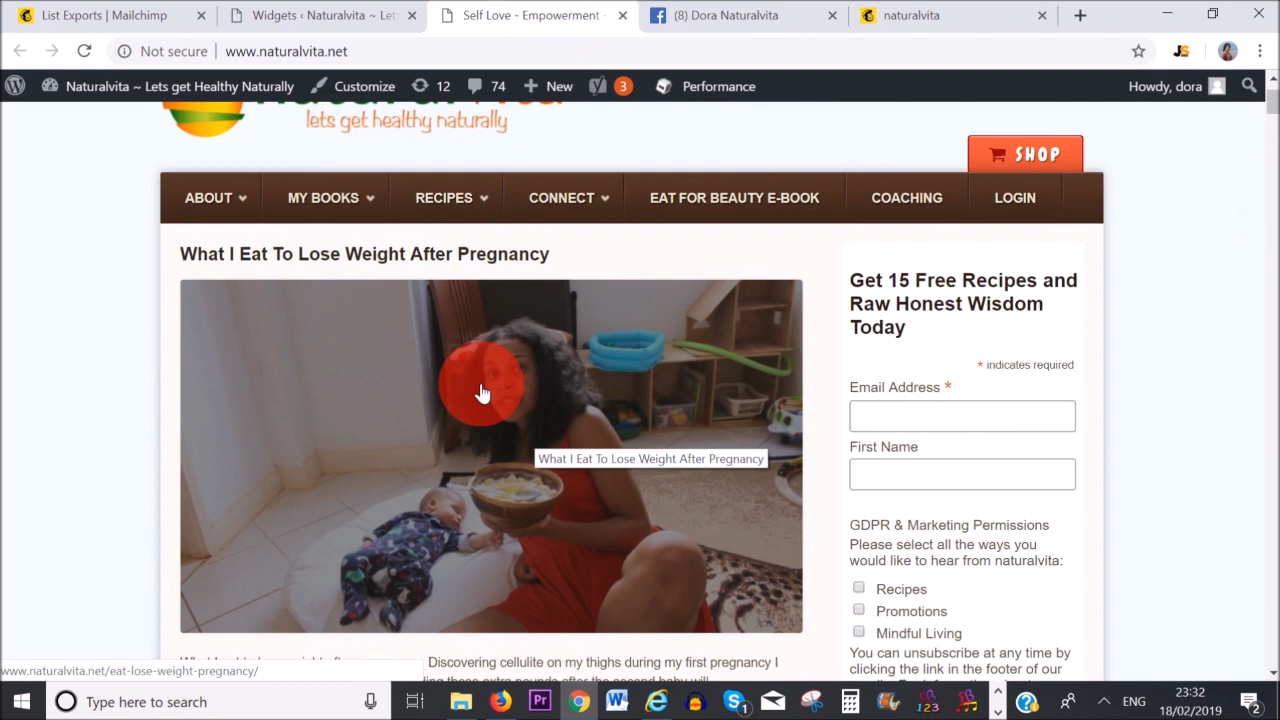 List Exports | Mailchimp
Widgets ‹ Naturalvita ~ Lets
Self Love - Empowerment -
(8) Dora Naturalvita
naturalvita
Not secure
www.naturalvita.net
Naturalvita ~ Lets get Healthy Naturally
Customize
12
74
New
3
Performance
Howdy, dora
lets get healthy naturally
SHOP
ABOUT
MY BOOKS
RECIPES
CONNECT
EAT FOR BEAUTY E-BOOK
COACHING
LOGIN
What I Eat To Lose Weight After Pregnancy
What I Eat To Lose Weight After Pregnancy
Discovering cellulite on my thighs during my first pregnancy I
Get 15 Free Recipes and
Raw Honest Wisdom
Today
* indicates required
Email Address *
First Name
GDPR & Marketing Permissions
Please select all the ways you
would like to hear from naturalvita:
Recipes
Promotions
Mindful Living
You can unsubscribe at any time by
clicking the link in the footer of our
www.naturalvita.net/eat-lose-weight-pregnancy/
Type here to search
Pr
1
123
ENG
23:32
18/02/2019
2